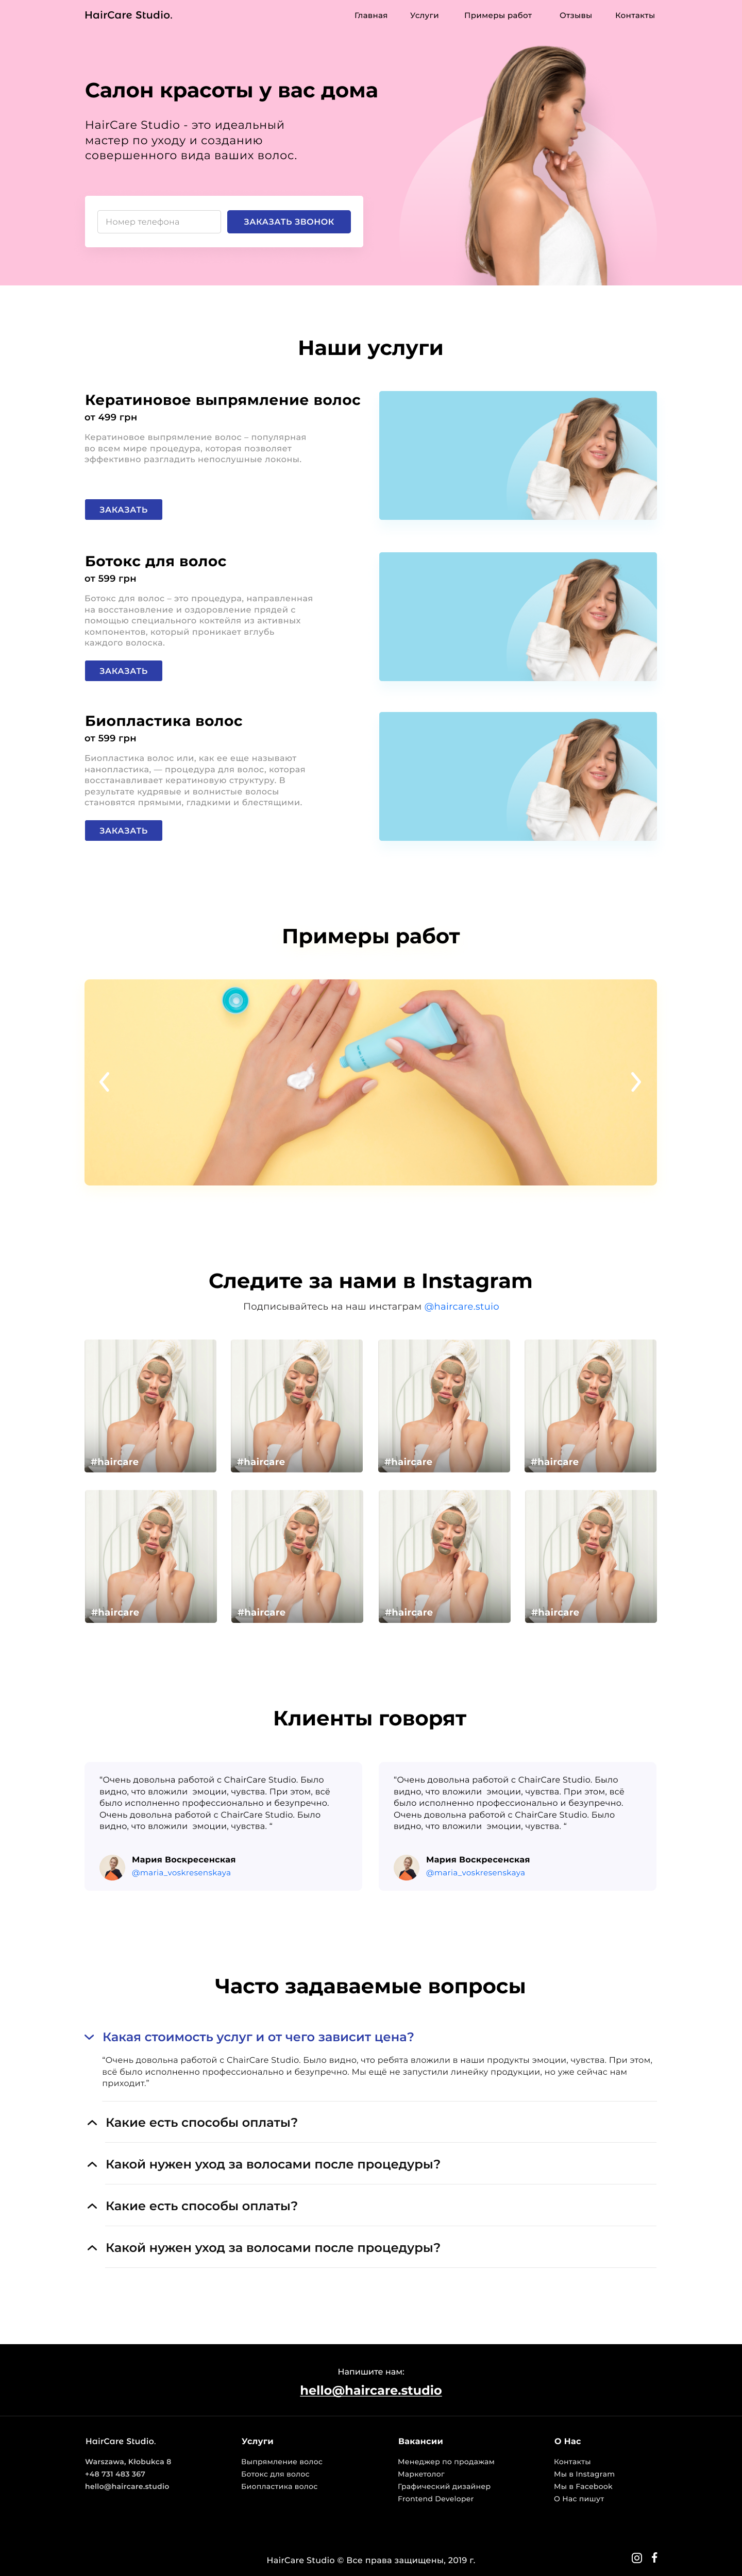 HairCare Studio.
Главная
Услуги
Примеры работ
Отзывы
Контакты
Салон красоты у вас дома
HairCare Studio - это идеальный
мастер по уходу и созданию
совершенного вида ваших волос.
Номер телефона
ЗАКАЗАТЬ ЗВОНОК
Наши услуги
Кератиновое выпрямление волос
от 499 грн
Кератиновое выпрямление волос – популярная
во всем мире процедура, которая позволяет
эффективно разгладить непослушные локоны.
ЗАКАЗАТЬ
Ботокс для волос
от 599 грн
Ботокс для волос – это процедура, направленная
на восстановление и оздоровление прядей с
помощью специального коктейля из активных
компонентов, который проникает вглубь
каждого волоска.
ЗАКАЗАТЬ
Биопластика волос
от 599 грн
Биопластика волос или, как ее еще называют
нанопластика, — процедура для волос, которая
восстанавливает кератиновую структуру. В
результате кудрявые и волнистые волосы
становятся прямыми, гладкими и блестящими.
ЗАКАЗАТЬ
Примеры работ
Следите за нами в Instagram
Подписывайтесь на наш инстаграм @haircare.stuio
#haircare
#haircare
#haircare
#haircare
#haircare
#haircare
#haircare
#haircare
Клиенты говорят
“Очень довольна работой с ChairCare Studio. Было
видно, что вложили  эмоции, чувства. При этом, всё
было исполненно профессионально и безупречно.
Очень довольна работой с ChairCare Studio. Было
видно, что вложили  эмоции, чувства. “
Мария Воскресенская
@maria_voskresenskaya
“Очень довольна работой с ChairCare Studio. Было
видно, что вложили  эмоции, чувства. При этом, всё
было исполненно профессионально и безупречно.
Очень довольна работой с ChairCare Studio. Было
видно, что вложили  эмоции, чувства. “
Мария Воскресенская
@maria_voskresenskaya
Часто задаваемые вопросы
Какая стоимость услуг и от чего зависит цена?
“Очень довольна работой с ChairCare Studio. Было видно, что ребята вложили в наши продукты эмоции, чувства. При этом,
всё было исполненно профессионально и безупречно. Мы ещё не запустили линейку продукции, но уже сейчас нам
приходит.”
Какие есть способы оплаты?
Какой нужен уход за волосами после процедуры?
Какие есть способы оплаты?
Какой нужен уход за волосами после процедуры?
Напишите нам:
hello@haircare.studio
HairCare Studio.
Warszawa, Kłobukca 8
+48 731 483 367
hello@haircare.studio
Услуги
Выпрямление волос
Ботокс для волос
Биопластика волос
Вакансии
Менеджер по продажам
Маркетолог
Графический дизайнер
Frontend Developer
О Нас
Контакты
Мы в Instagram
Мы в Facebook
О Нас пишут
HairCare Studio © Все права защищены, 2019 г.